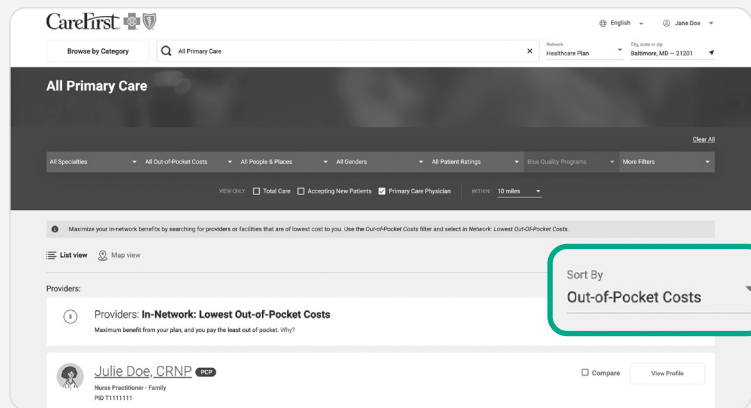 CareFirst
English
Jane Doe
Browse by Category
All Primary Care
Network
Healthcare Plan
City, state or zip
Baltimore, MD – 21201
All Primary Care
Clear All
All Specialties
All Out-of-Pocket Costs
All People & Places
All Genders
All Patient Ratings
Blue Quality Programs
More Filters
VIEW ONLY: Total Care Accepting New Patients Primary Care Physician WITHIN: 10 miles
Maximize your in-network benefits by searching for providers or facilities that are of lowest cost to you. Use the Out-of-Pocket Costs filter and select In Network: Lowest Out-Of-Pocket Costs.
List view Map view
Sort By
Out-of-Pocket Costs
Providers:
Providers: In-Network: Lowest Out-of-Pocket Costs
Maximum benefit from your plan, and you pay the least out of pocket. Why?
Julie Doe, CRNP PCP
Compare
View Profile
Nurse Practitioner - Family
PID T1111111